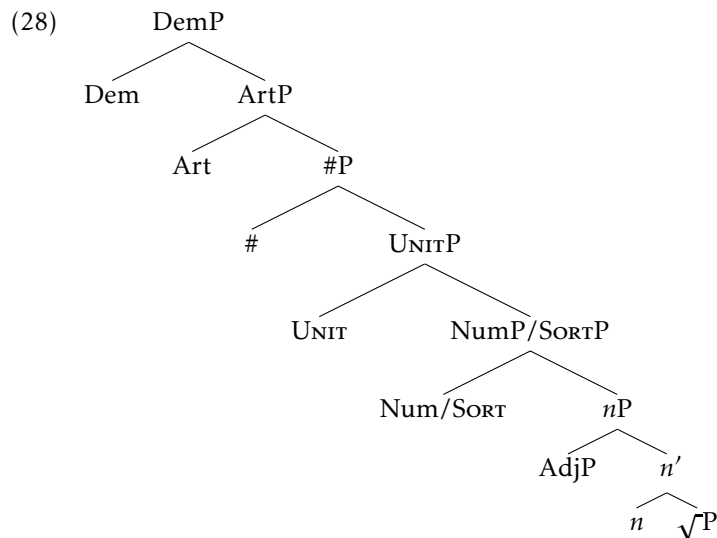 (28) DemP
Dem ArtP
Art #P
# UnitP
Unit NumP/SortP
Num/Sort nP
AdjP n′
n √P